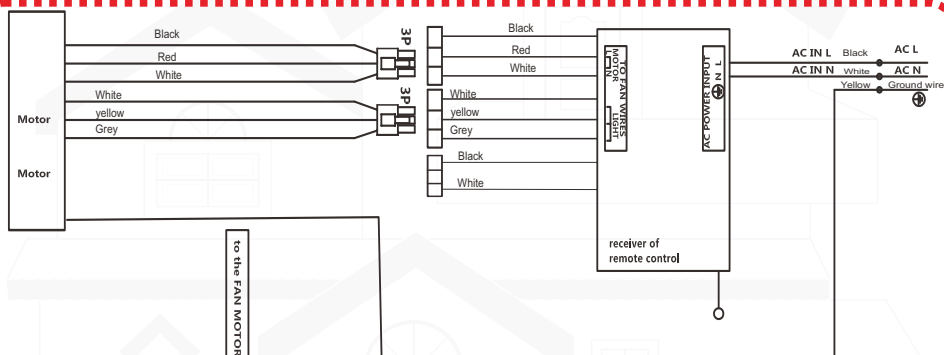 Motor
Motor
Black
Red
White
White
yellow
Grey
3P
3P
Black
Red
White
White
yellow
Grey
Black
White
TO FAN WIRES
MOTOR
L N
LIGHT
AC POWER INPUT
N L
receiver of
remote control
AC IN L Black AC L
AC IN N White AC N
Yellow Ground wire
to the FAN MOTOR